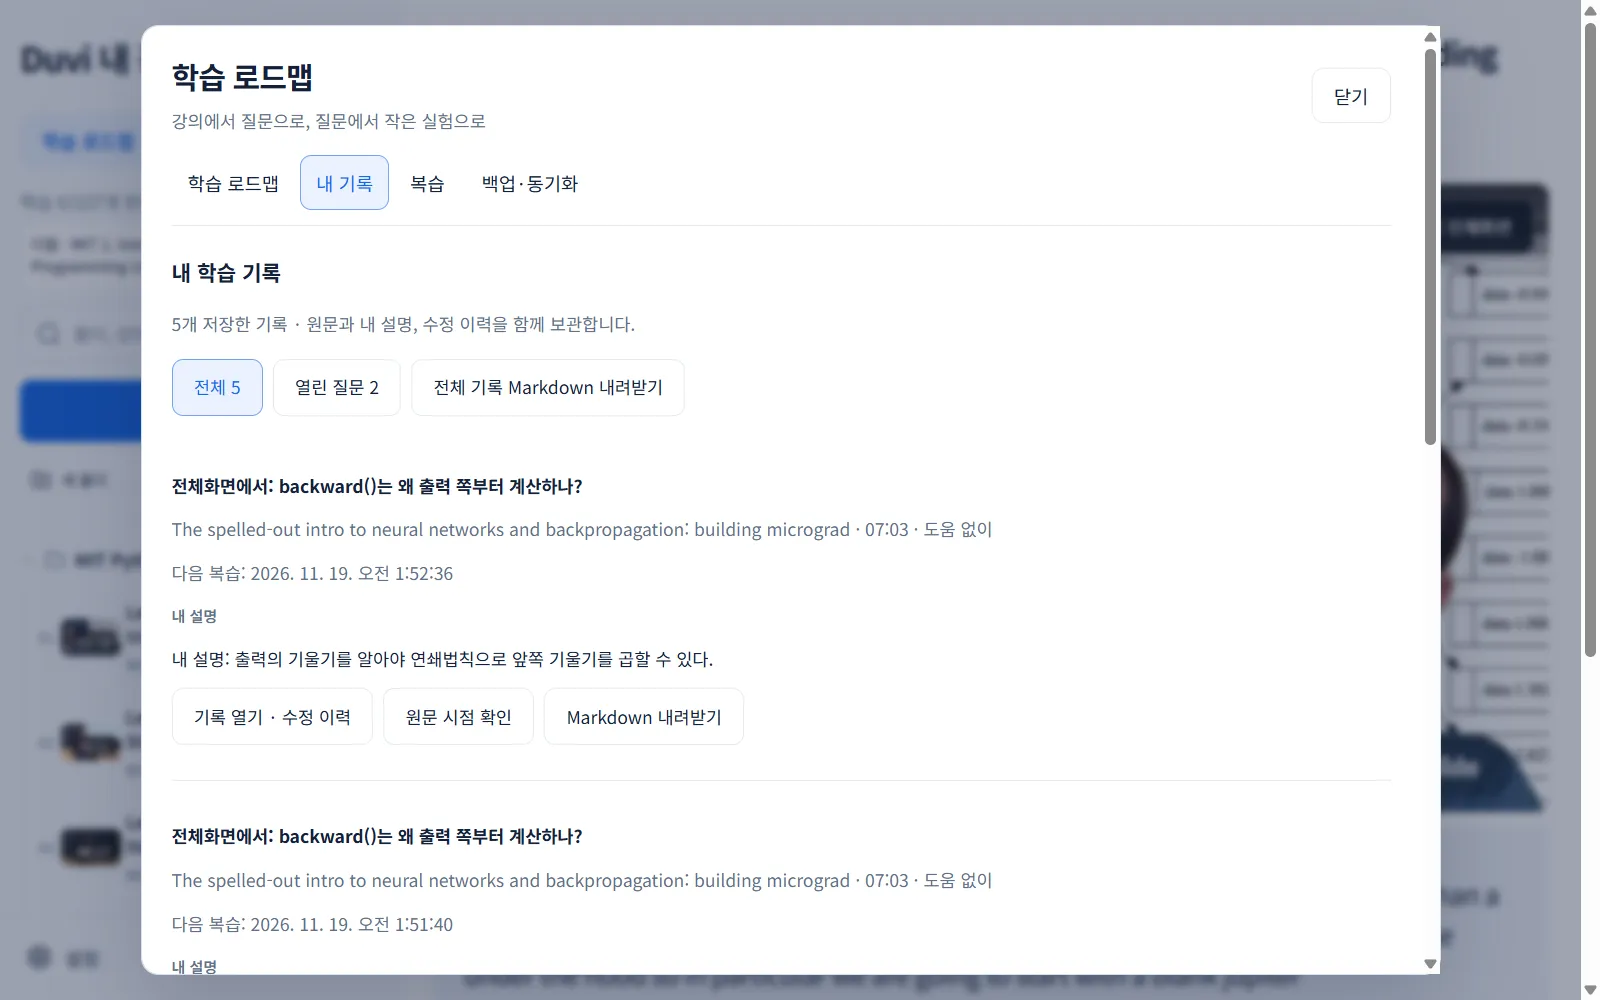 Duvi 내
ding
학습 로드맵
학습 로드맵
강의에서 질문으로, 질문에서 작은 실험으로
닫기
학습 로드맵 내 기록 복습 백업·동기화
내 학습 기록
5개 저장한 기록 · 원문과 내 설명, 수정 이력을 함께 보관합니다.
전체 5 열린 질문 2 전체 기록 Markdown 내려받기
전체화면에서: backward()는 왜 출력 쪽부터 계산하나?
The spelled-out intro to neural networks and backpropagation: building micrograd · 07:03 · 도움 없이
다음 복습: 2026. 11. 19. 오전 1:52:36
내 설명
내 설명: 출력의 기울기를 알아야 연쇄법칙으로 앞쪽 기울기를 곱할 수 있다.
기록 열기 · 수정 이력 원문 시점 확인 Markdown 내려받기
전체화면에서: backward()는 왜 출력 쪽부터 계산하나?
The spelled-out intro to neural networks and backpropagation: building micrograd · 07:03 · 도움 없이
다음 복습: 2026. 11. 19. 오전 1:51:40
내 설명
설정